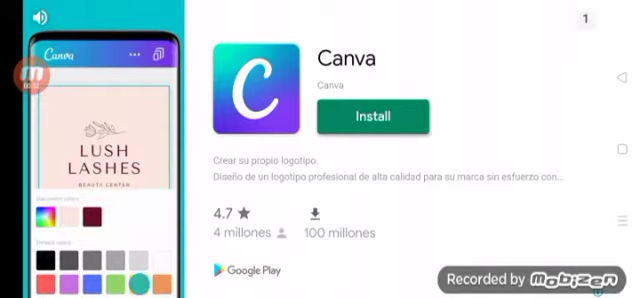 Canva
LUSH
LASHES
BEAUTY CENTER
Default colors
1
C
Canva
Canva
Install
Crear su propio logotipo.
Diseño de un logotipo profesional de alta calidad para su marca sin esfuerzo con...
4.7
4 millones
100 millones
Google Play
Recorded by Mobizen